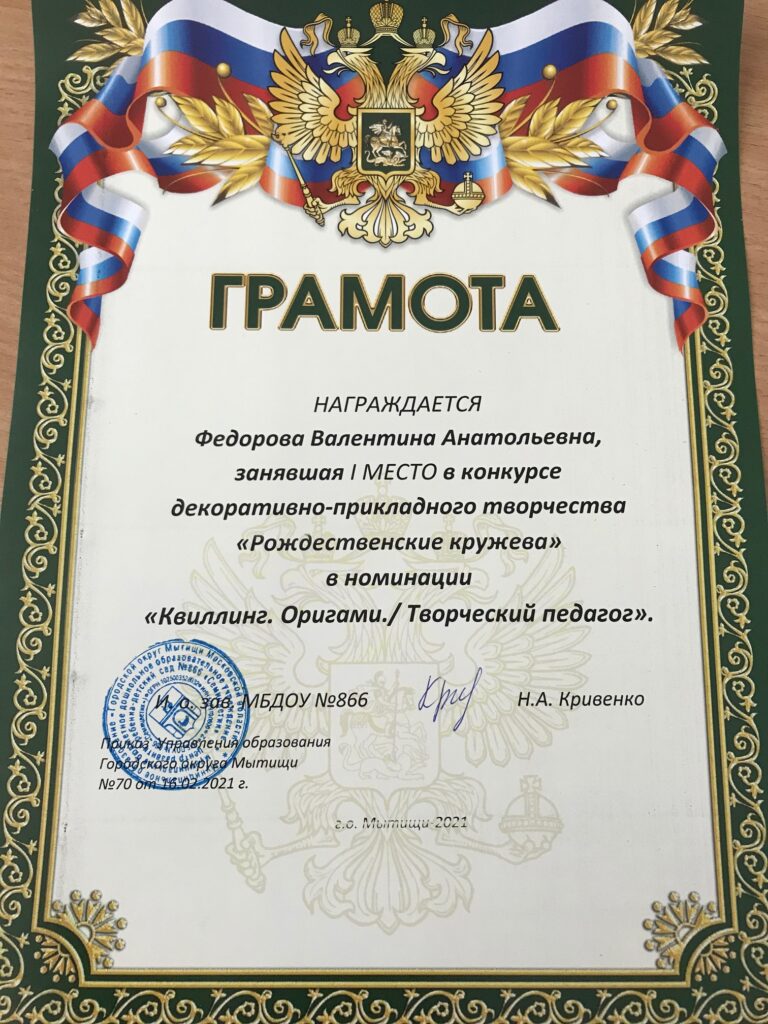 ГРАМОТА
НАГРАЖДАЕТСЯ
Федорова Валентина Анатольевна,
занявшая I МЕСТО в конкурсе
декоративно-прикладного творчества
«Рождественские кружева»
в номинации
«Квиллинг. Оригами./ Творческий педагог».
И. о. зав. МБДОУ №866
Н.А. Кривенко
Приказ Управления образования
Городского округа Мытищи
№70 от 16.02.2021 г.
г.о. Мытищи-2021